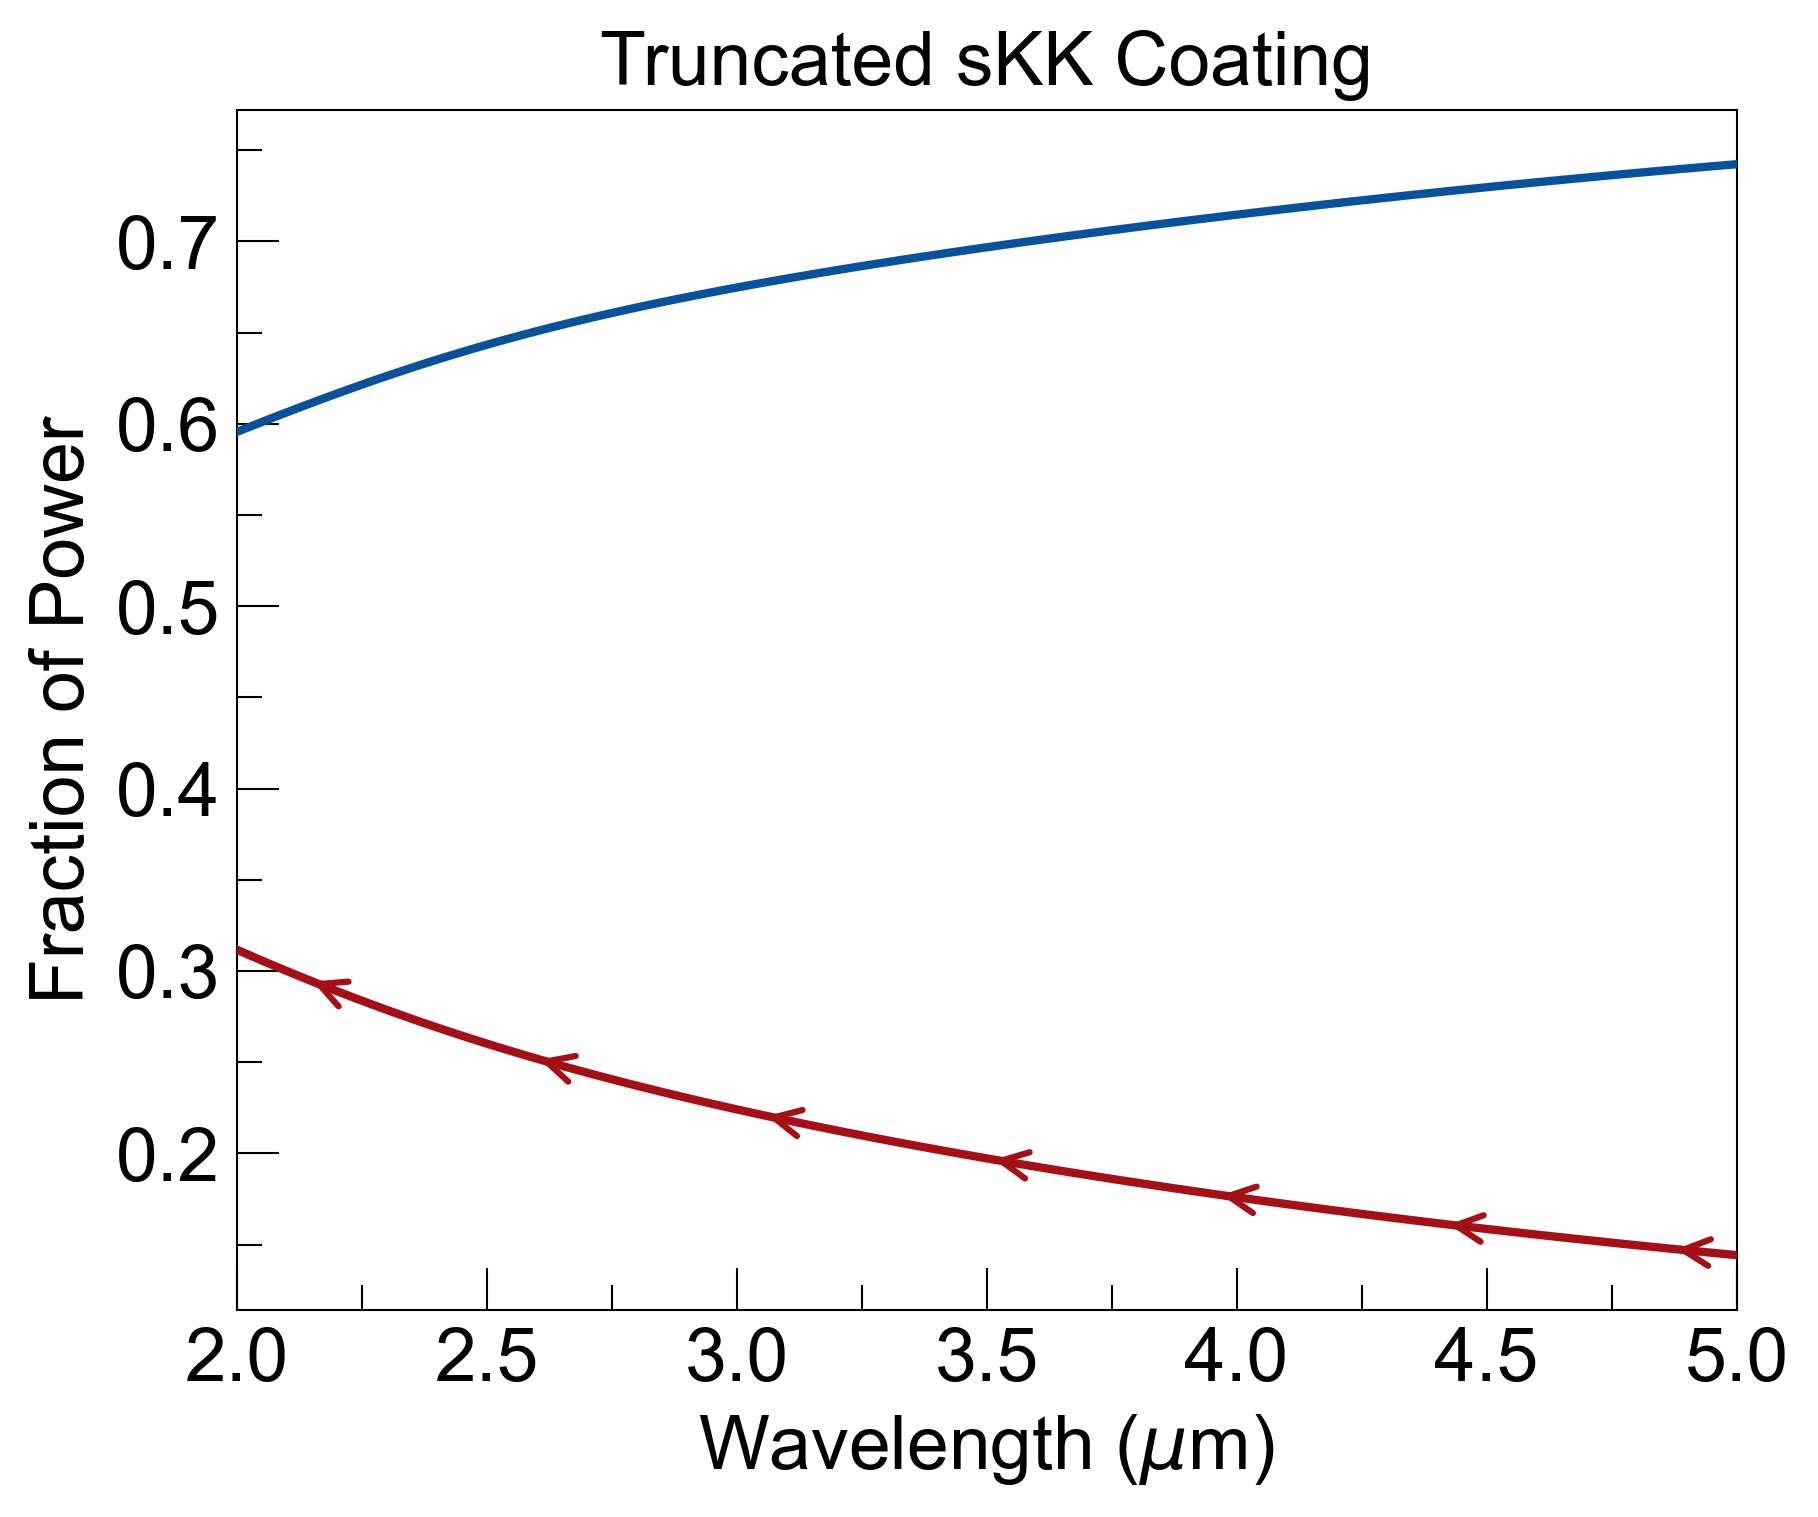 Truncated sKK Coating
Fraction of Power
0.7
0.6
0.5
0.4
0.3
0.2
2.0 2.5 3.0 3.5 4.0 4.5 5.0
Wavelength (μm)